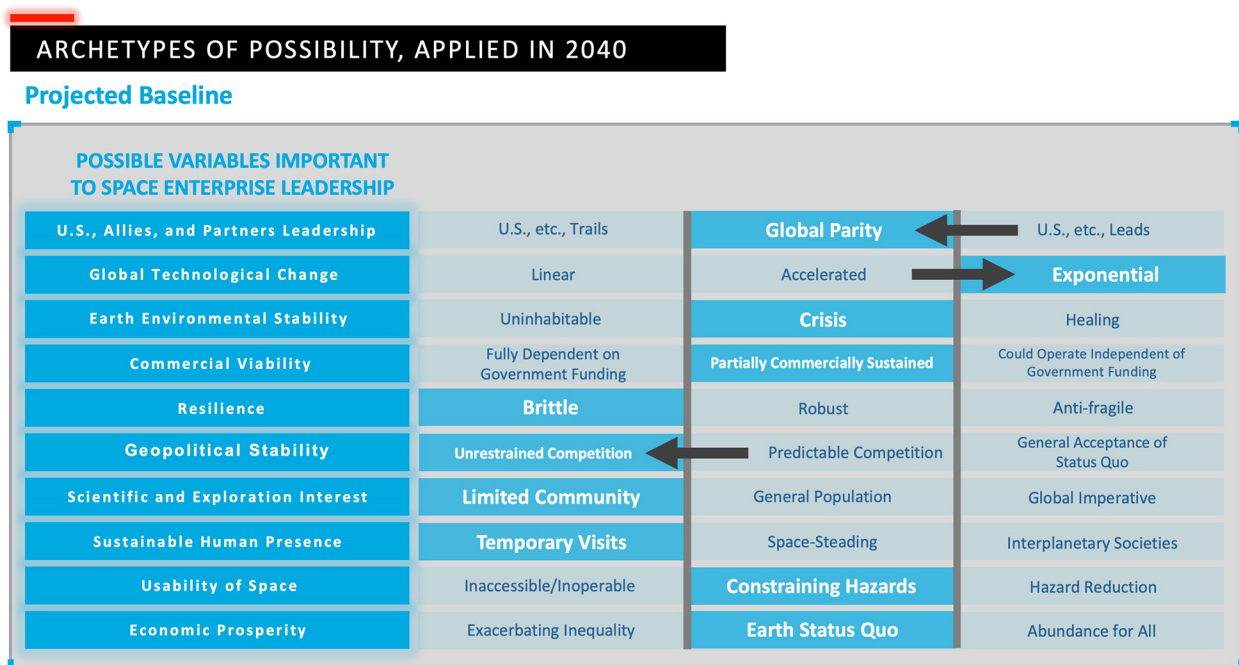 ARCHETYPES OF POSSIBILITY, APPLIED IN 2040
Projected Baseline
POSSIBLE VARIABLES IMPORTANT
TO SPACE ENTERPRISE LEADERSHIP
U.S., Allies, and Partners Leadership
U.S., etc., Trails
Global Parity
U.S., etc., Leads
Global Technological Change
Linear
Accelerated
Exponential
Earth Environmental Stability
Uninhabitable
Crisis
Healing
Commercial Viability
Fully Dependent on
Government Funding
Partially Commercially Sustained
Could Operate Independent of
Government Funding
Resilience
Brittle
Robust
Anti-fragile
Geopolitical Stability
Unrestrained Competition
Predictable Competition
General Acceptance of
Status Quo
Scientific and Exploration Interest
Limited Community
General Population
Global Imperative
Sustainable Human Presence
Temporary Visits
Space-Steading
Interplanetary Societies
Usability of Space
Inaccessible/Inoperable
Constraining Hazards
Hazard Reduction
Economic Prosperity
Exacerbating Inequality
Earth Status Quo
Abundance for All